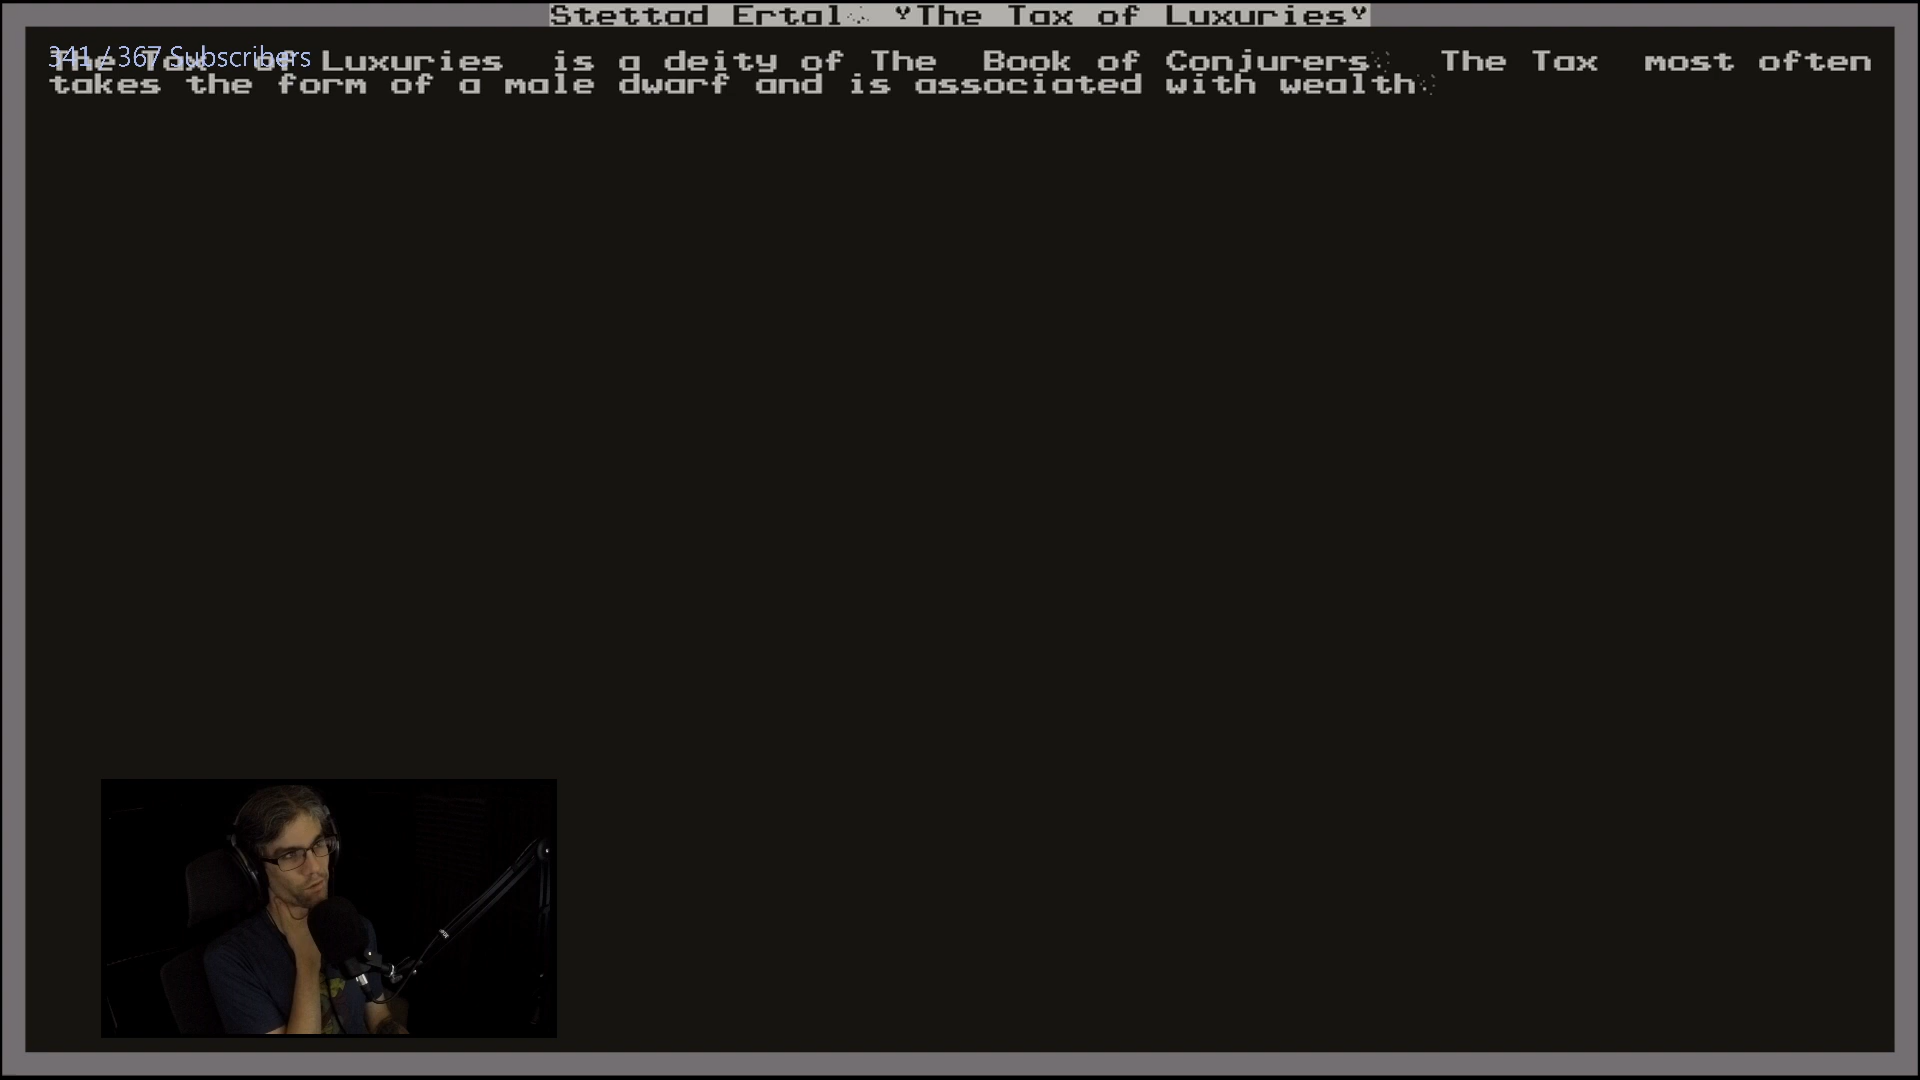 Stettad Ertal "The Tax of Luxuries"
341 / 367 Subscribers
The Tax of Luxuries is a deity of The Book of Conjurers. The Tax most often
takes the form of a male dwarf and is associated with wealth.